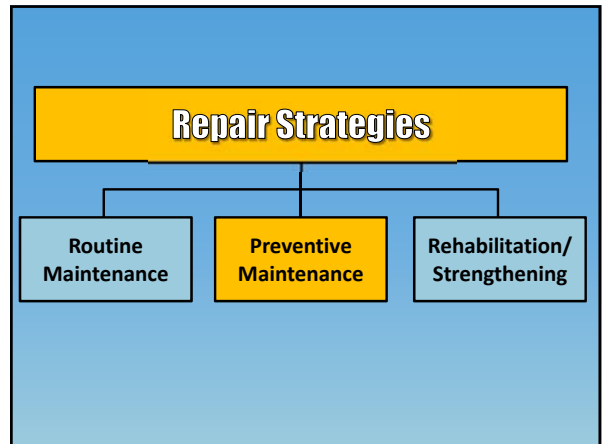 Repair Strategies
Routine
Maintenance
Preventive
Maintenance
Rehabilitation/
Strengthening